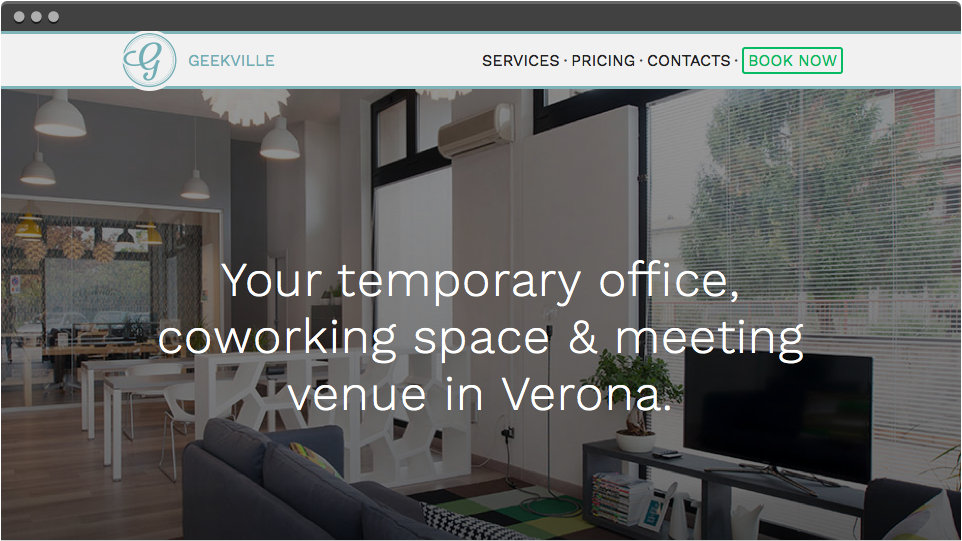 G
GEEKVILLE
SERVICES · PRICING · CONTACTS · BOOK NOW
Your temporary office,
coworking space & meeting
venue in Verona.